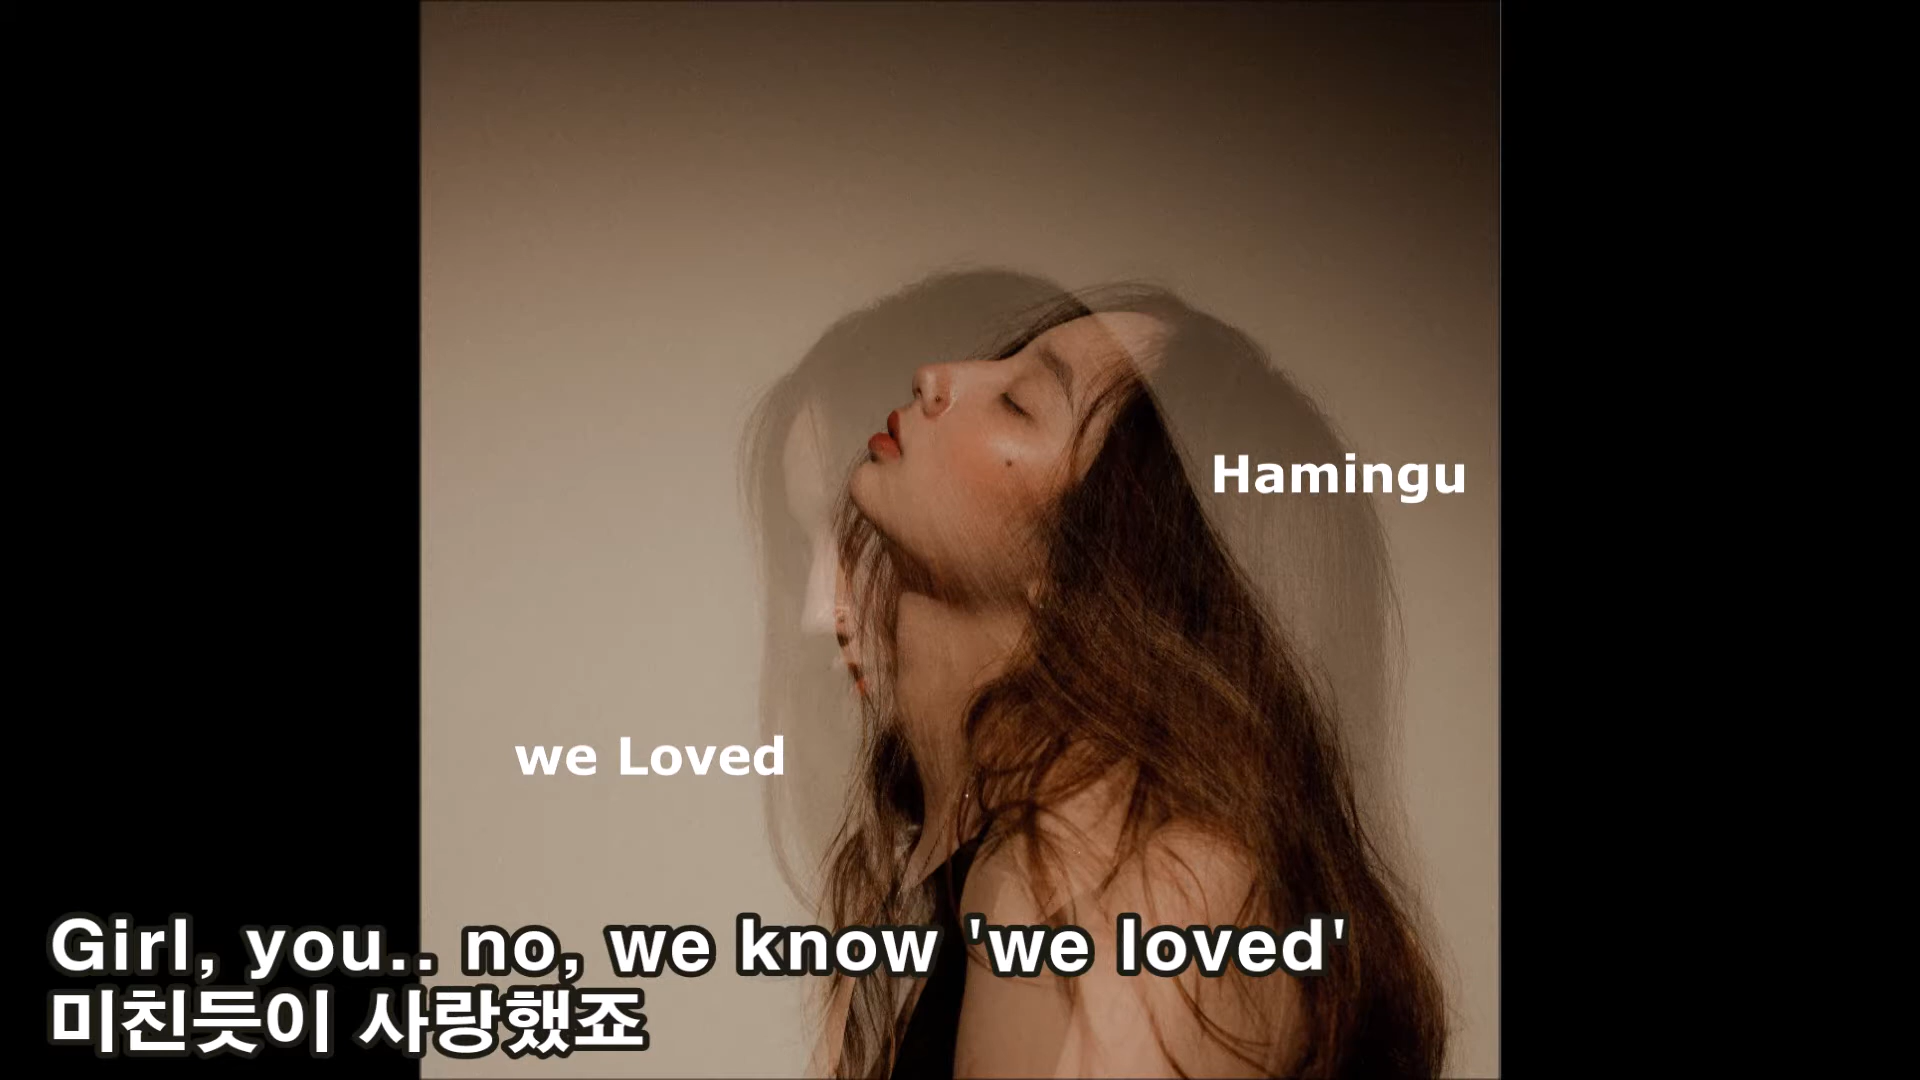 Hamingu
we Loved
Girl, you.. no, we know 'we loved'
미친듯이 사랑했죠